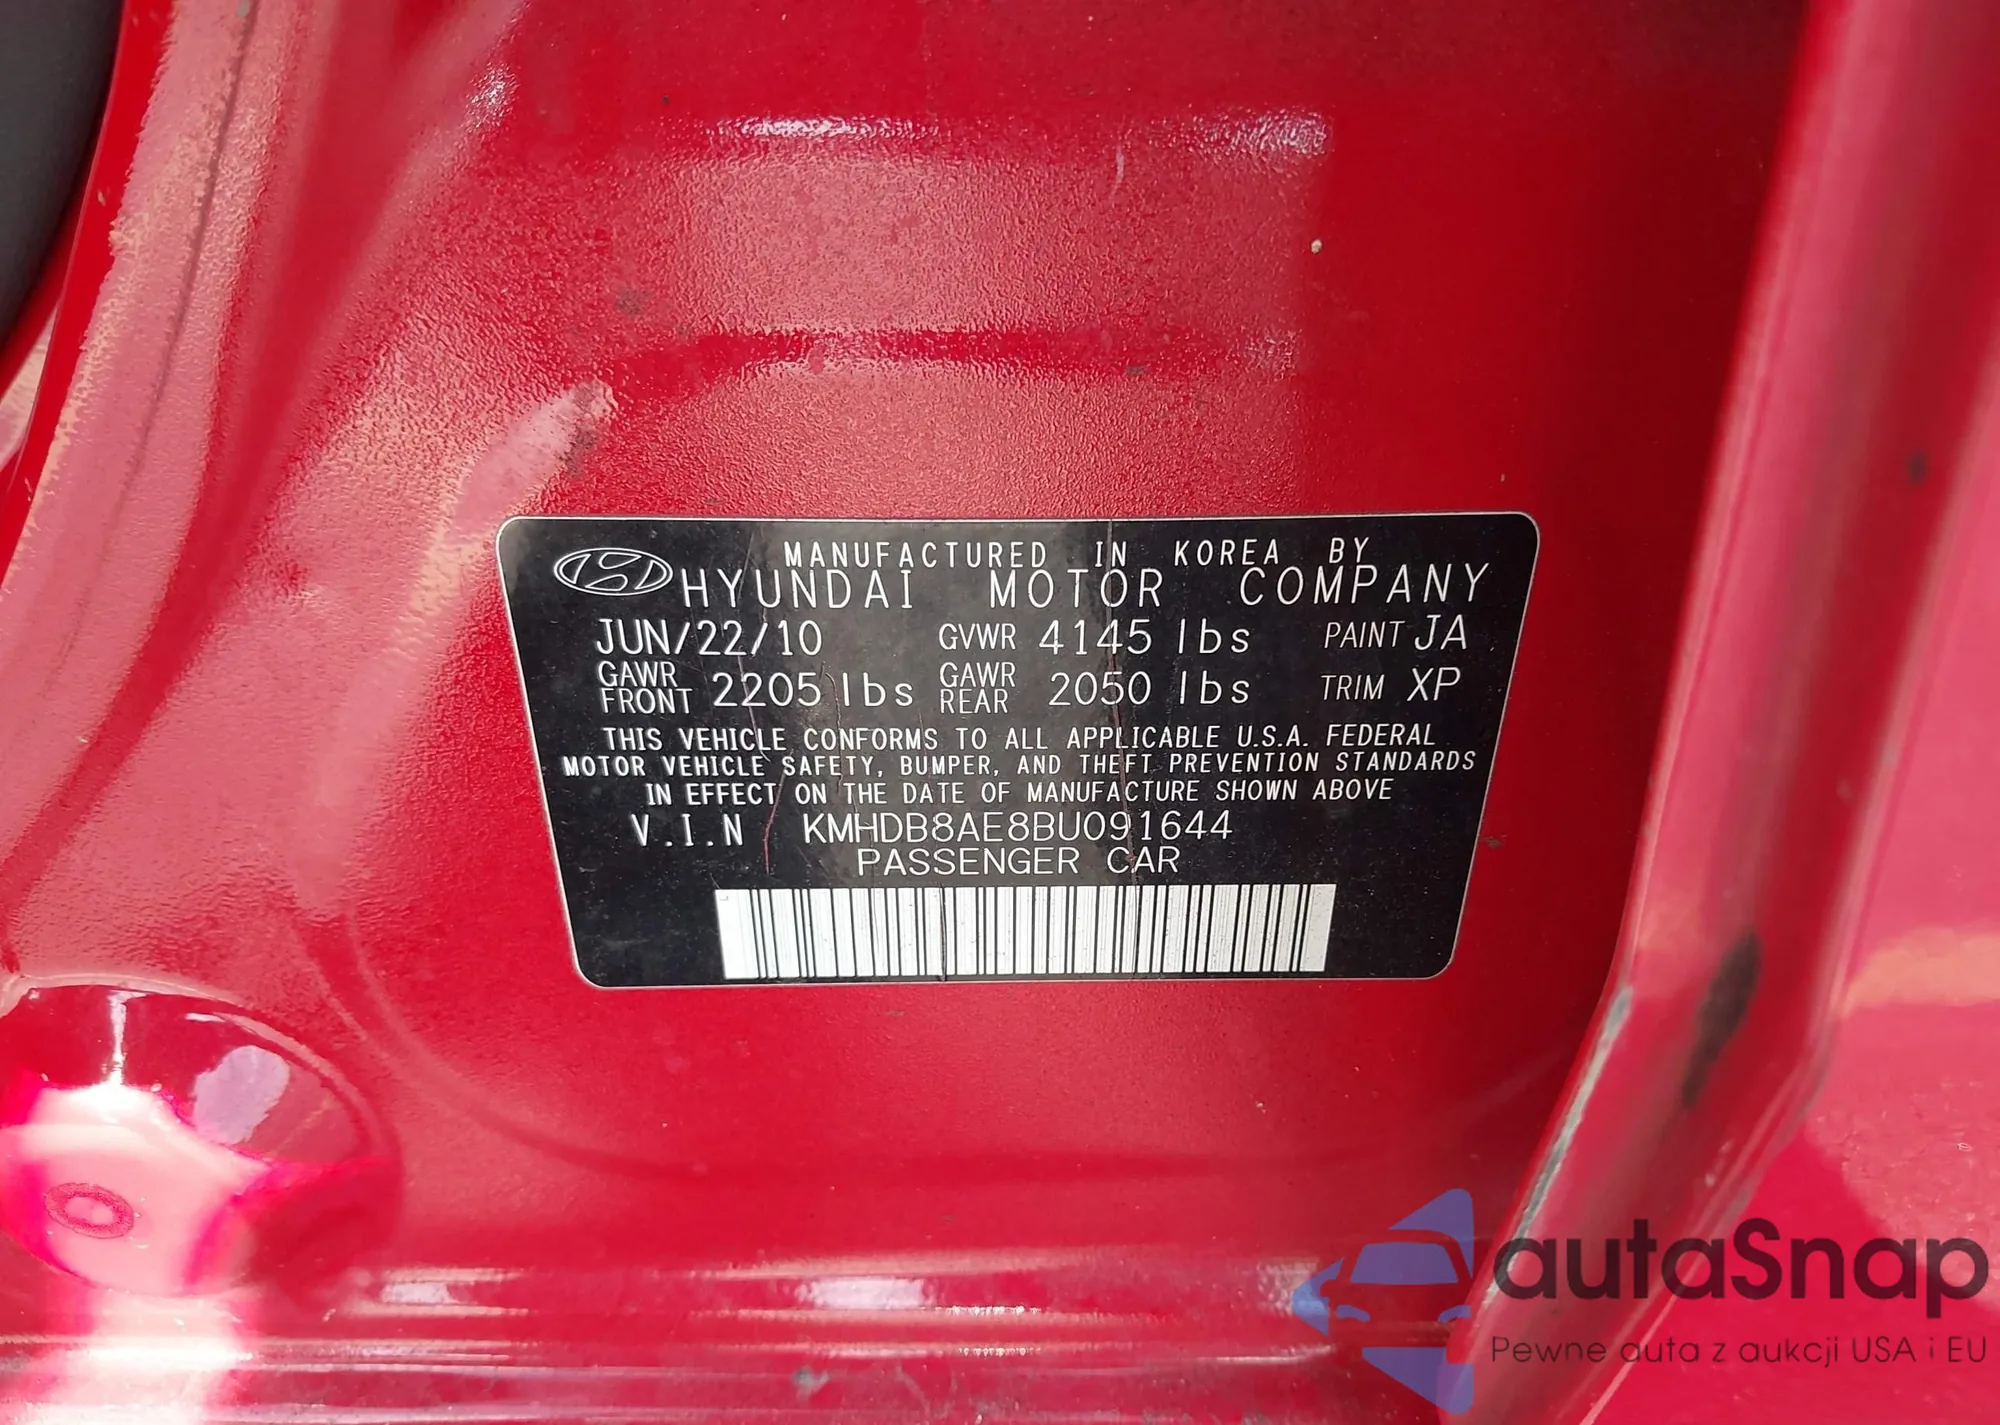 MANUFACTURED IN KOREA BY
HYUNDAI MOTOR COMPANY
JUN/22/10 GVWR 4145 lbs PAINT JA
GAWR FRONT 2205 lbs GAWR REAR 2050 lbs TRIM XP
THIS VEHICLE CONFORMS TO ALL APPLICABLE U.S.A. FEDERAL
MOTOR VEHICLE SAFETY, BUMPER, AND THEFT PREVENTION STANDARDS
IN EFFECT ON THE DATE OF MANUFACTURE SHOWN ABOVE
V.I.N KMHDB8AE8BU091644
PASSENGER CAR
autaSnap
Pewne auta z aukcji USA i EU